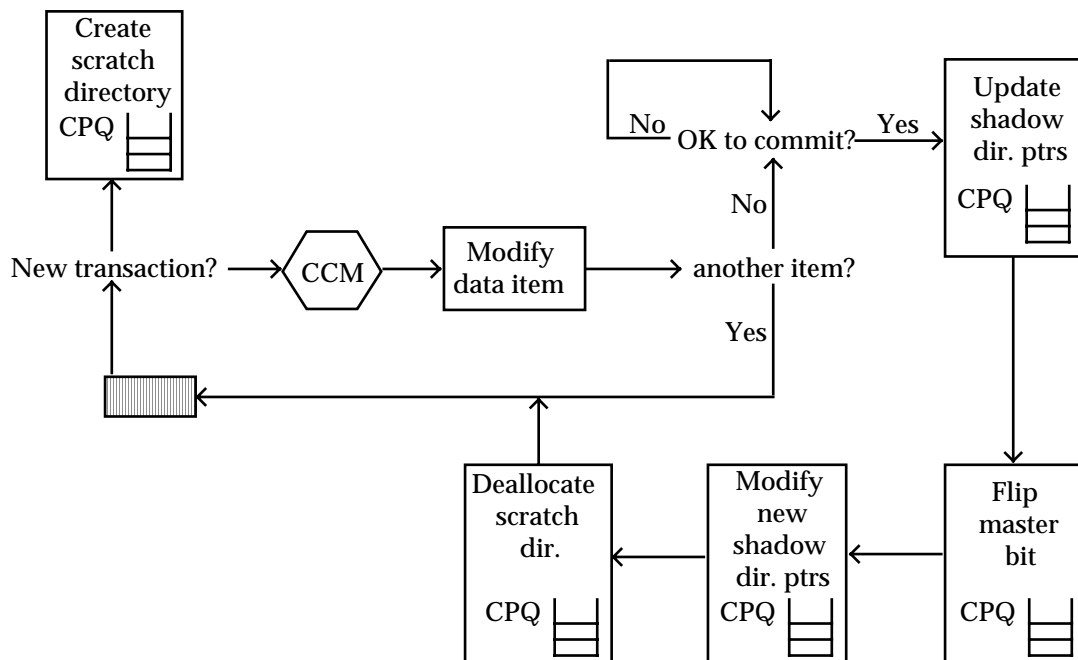 Create
scratch
directory
CPQ
No
OK to commit?
Yes
Update
shadow
dir. ptrs
CPQ
No
New transaction?
CCM
Modify
data item
another item?
Yes
Deallocate
scratch
dir.
CPQ
Modify
new
shadow
dir. ptrs
CPQ
Flip
master
bit
CPQ